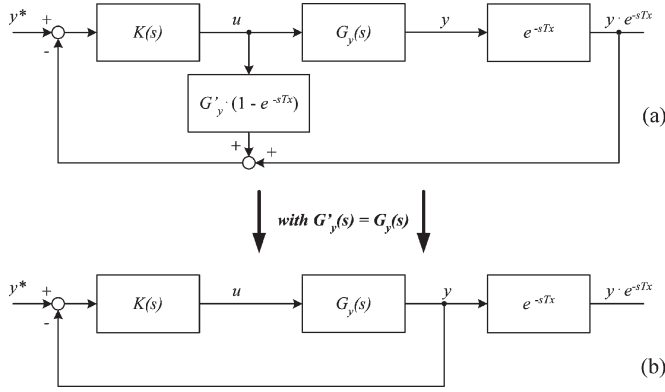 y* + - K(s) u G_y(s) y e^-sTx y · e^-sTx
G'_y · (1 - e^-sTx)
+ +
(a)
with G'_y(s) = G_y(s)
y* + - K(s) u G_y(s) y e^-sTx y · e^-sTx
(b)